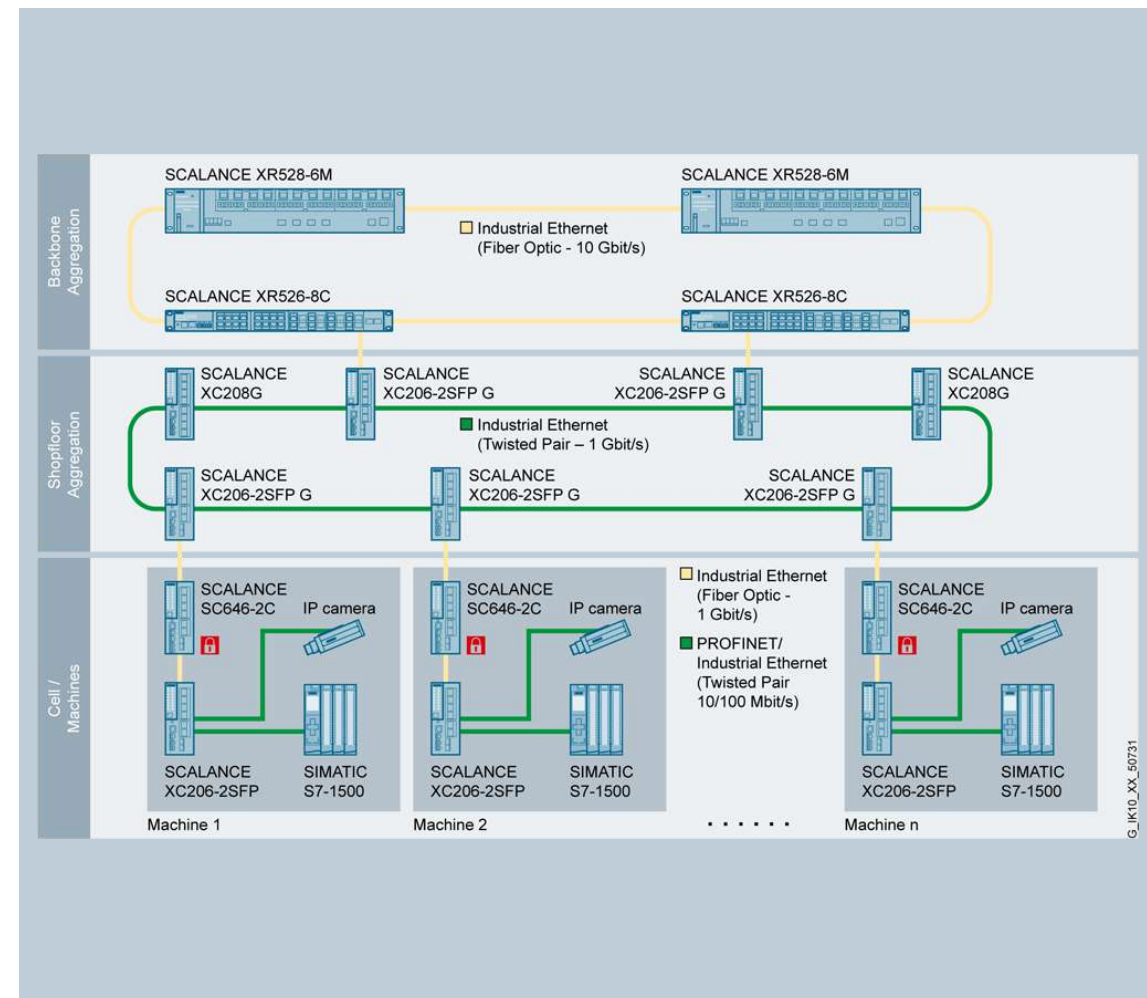 Backbone
Aggregation
SCALANCE XR528-6M
SCALANCE XR528-6M
Industrial Ethernet
(Fiber Optic - 10 Gbit/s)
SCALANCE XR526-8C
SCALANCE XR526-8C
Shopfloor
Aggregation
SCALANCE
XC208G
SCALANCE
XC206-2SFP G
SCALANCE
XC206-2SFP G
SCALANCE
XC208G
Industrial Ethernet
(Twisted Pair – 1 Gbit/s)
SCALANCE
XC206-2SFP G
SCALANCE
XC206-2SFP G
SCALANCE
XC206-2SFP G
Cell /
Machines
SCALANCE
SC646-2C
IP camera
SCALANCE
XC206-2SFP
SIMATIC
S7-1500
Machine 1
SCALANCE
SC646-2C
IP camera
SCALANCE
XC206-2SFP
SIMATIC
S7-1500
Machine 2
Industrial Ethernet
(Fiber Optic -
1 Gbit/s)
PROFINET/
Industrial Ethernet
(Twisted Pair
10/100 Mbit/s)
......
SCALANCE
SC646-2C
IP camera
SCALANCE
XC206-2SFP
SIMATIC
S7-1500
Machine n
G_IK10_XX_50731